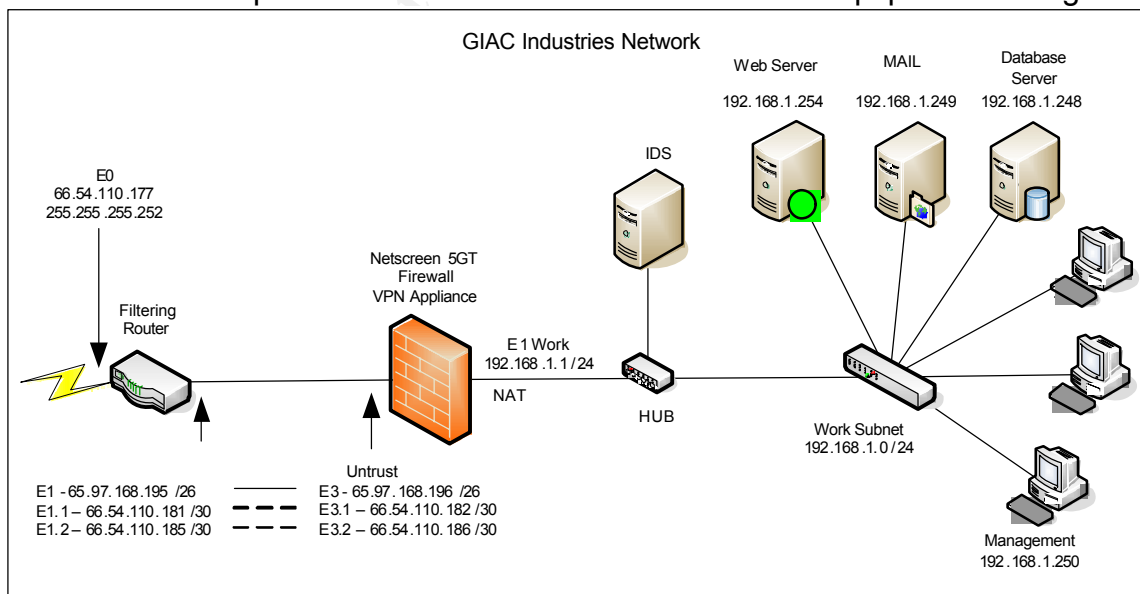 GIAC Industries Network
Web Server
192.168.1.254
MAIL
192.168.1.249
Database
Server
192.168.1.248
IDS
E0
66.54.110.177
255.255.255.252
Netscreen 5GT
Firewall
VPN Appliance
Filtering
Router
E1 Work
192.168.1.1/24
NAT
HUB
Work Subnet
192.168.1.0/24
Untrust
E1 -65.97.168.195 /26
E3- 65.97.168.196 /26
E1.1– 66.54.110.181 /30
E3.1 – 66.54.110.182 /30
E1.2– 66.54.110.185 /30
E3.2 – 66.54.110.186 /30
Management
192.168.1.250